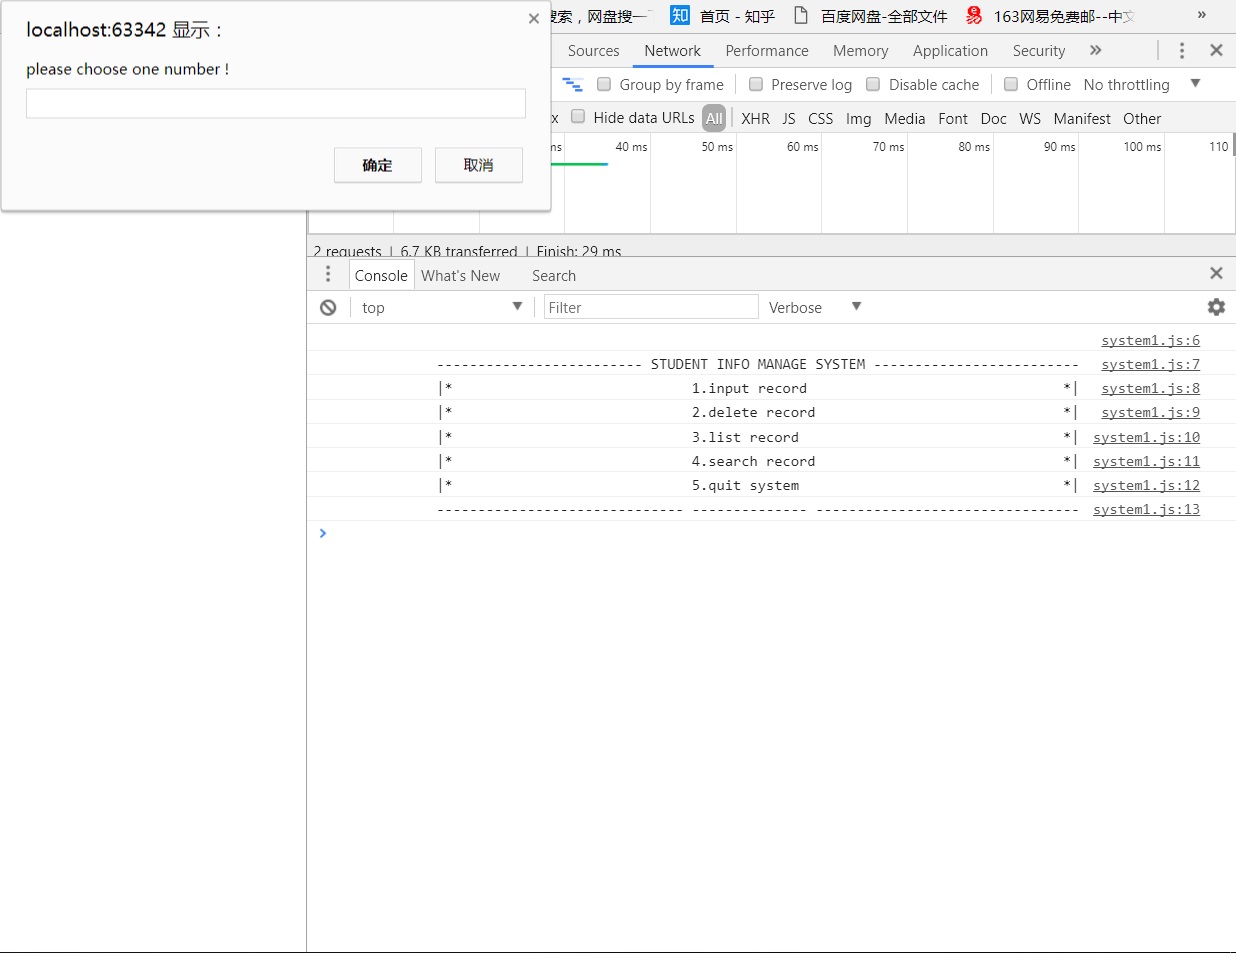 localhost:63342 显示：
please choose one number !
确定
取消
搜索，网盘搜一
知 首页 - 知乎
百度网盘-全部文件
163网易免费邮--中文
»
Sources Network Performance Memory Application Security »
Group by frame Preserve log Disable cache Offline No throttling
x Hide data URLs All XHR JS CSS Img Media Font Doc WS Manifest Other
ms 40 ms 50 ms 60 ms 70 ms 80 ms 90 ms 100 ms 110
2 requests | 6.7 KB transferred | Finish: 29 ms
Console What's New Search
top Filter Verbose
system1.js:6
------------------------- STUDENT INFO MANAGE SYSTEM ------------------------- system1.js:7
|* 1.input record *| system1.js:8
|* 2.delete record *| system1.js:9
|* 3.list record *| system1.js:10
|* 4.search record *| system1.js:11
|* 5.quit system *| system1.js:12
------------------------------ -------------- -------------------------------- system1.js:13